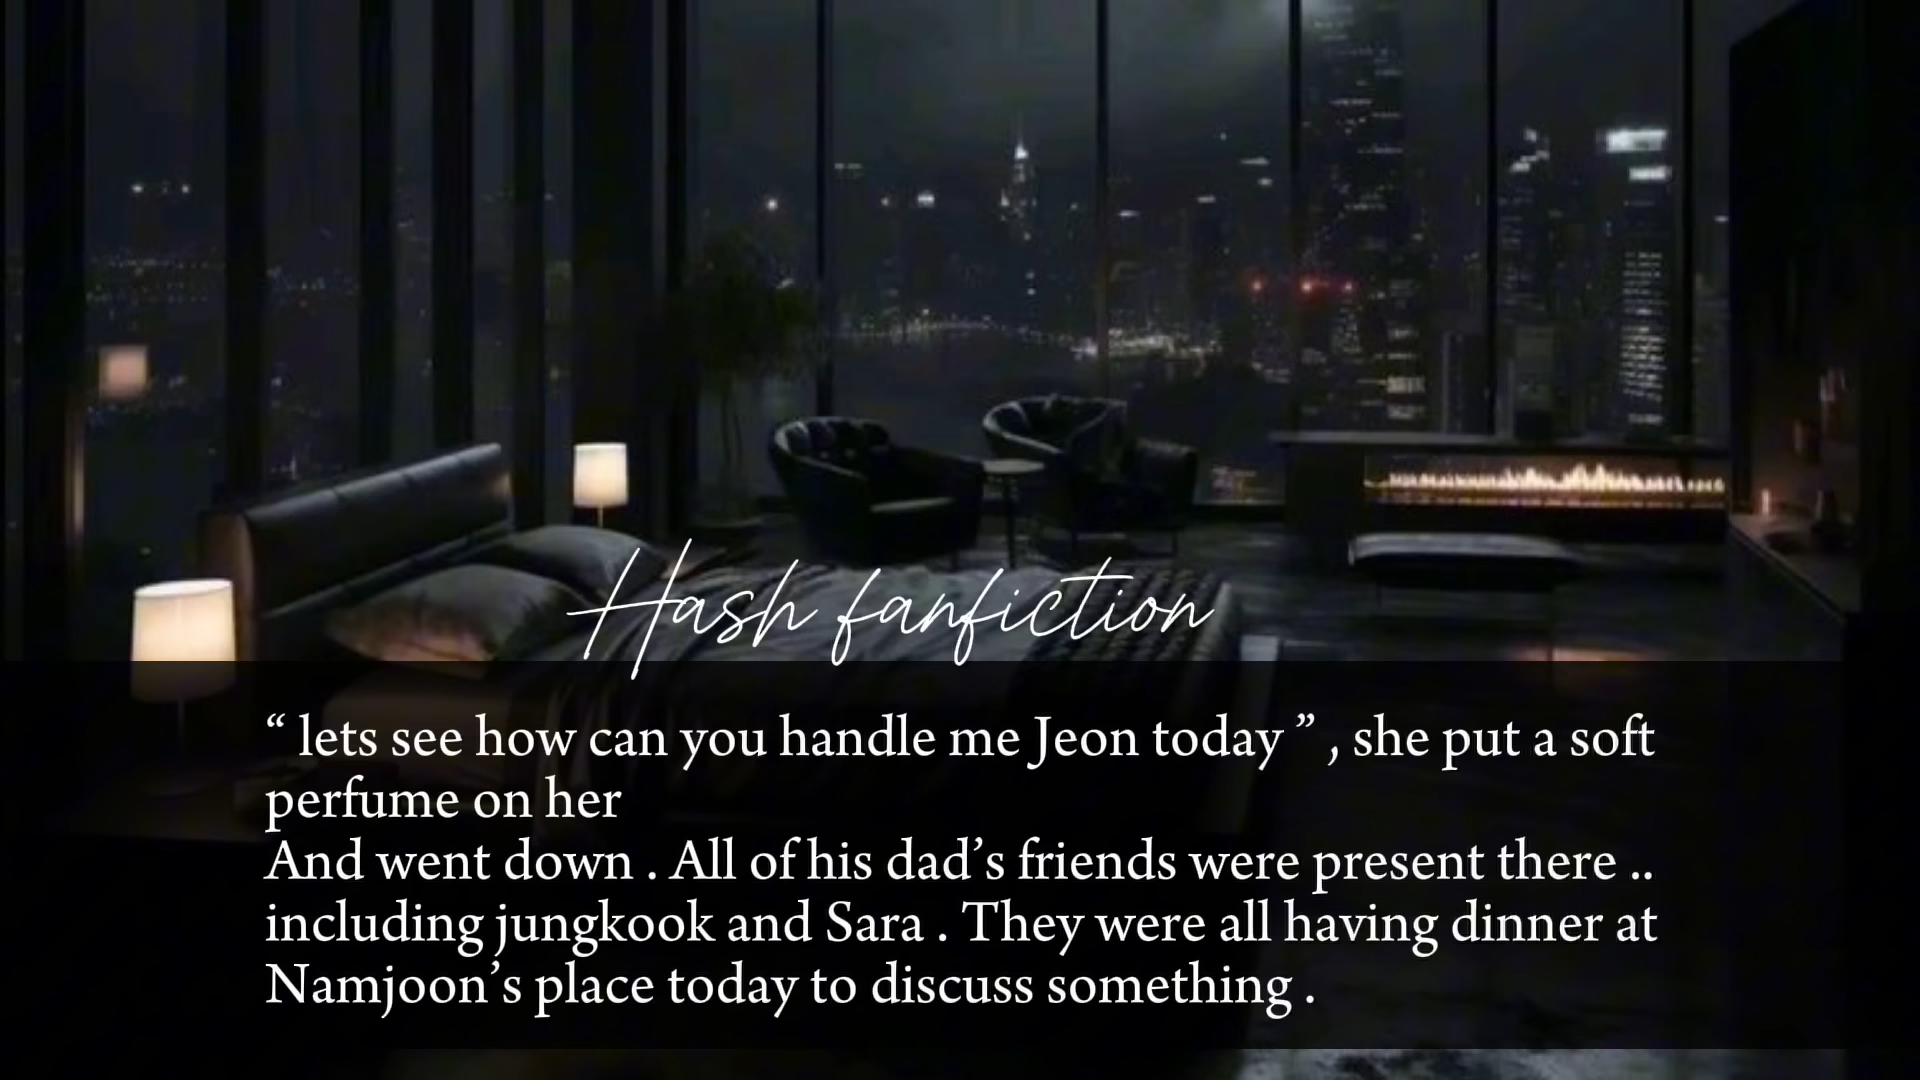 Hash fanfiction
“ lets see how can you handle me Jeon today ” , she put a soft
perfume on her
And went down . All of his dad’s friends were present there ..
including jungkook and Sara . They were all having dinner at
Namjoon’s place today to discuss something .